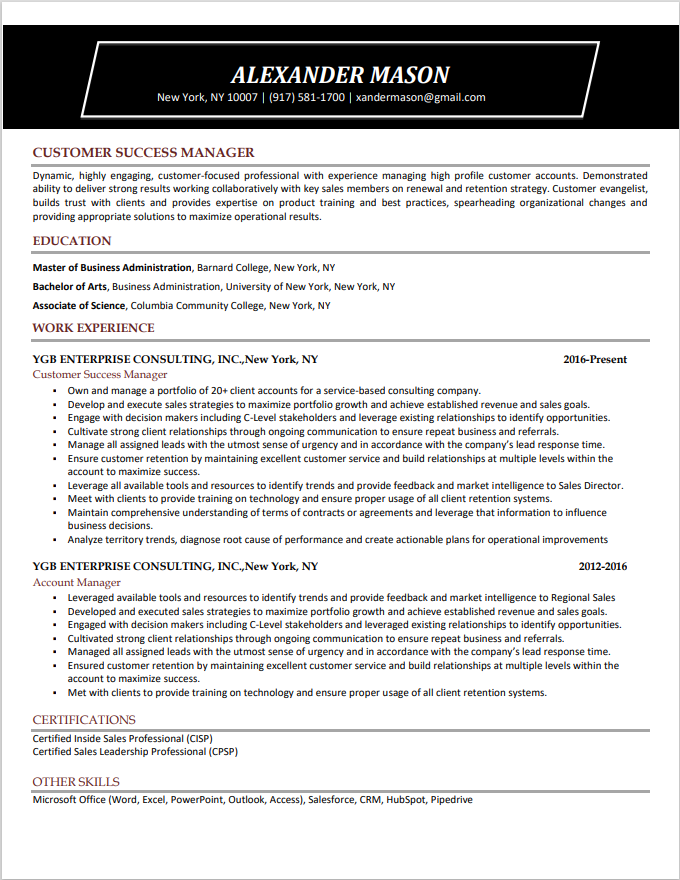 ALEXANDER MASON
New York, NY 10007 | (917) 581-1700 | xandermason@gmail.com
CUSTOMER SUCCESS MANAGER
Dynamic, highly engaging, customer-focused professional with experience managing high profile customer accounts. Demonstrated
ability to deliver strong results working collaboratively with key sales members on renewal and retention strategy. Customer evangelist,
builds trust with clients and provides expertise on product training and best practices, spearheading organizational changes and
providing appropriate solutions to maximize operational results.
EDUCATION
Master of Business Administration, Barnard College, New York, NY
Bachelor of Arts, Business Administration, University of New York, New York, NY
Associate of Science, Columbia Community College, New York, NY
WORK EXPERIENCE
YGB ENTERPRISE CONSULTING, INC.,New York, NY 2016-Present
Customer Success Manager
▪ Own and manage a portfolio of 20+ client accounts for a service-based consulting company.
▪ Develop and execute sales strategies to maximize portfolio growth and achieve established revenue and sales goals.
▪ Engage with decision makers including C-Level stakeholders and leverage existing relationships to identify opportunities.
▪ Cultivate strong client relationships through ongoing communication to ensure repeat business and referrals.
▪ Manage all assigned leads with the utmost sense of urgency and in accordance with the company's lead response time.
▪ Ensure customer retention by maintaining excellent customer service and build relationships at multiple levels within the
account to maximize success.
▪ Leverage all available tools and resources to identify trends and provide feedback and market intelligence to Sales Director.
▪ Meet with clients to provide training on technology and ensure proper usage of all client retention systems.
▪ Maintain comprehensive understanding of terms of contracts or agreements and leverage that information to influence
business decisions.
▪ Analyze territory trends, diagnose root cause of performance and create actionable plans for operational improvements
YGB ENTERPRISE CONSULTING, INC.,New York, NY 2012-2016
Account Manager
▪ Leveraged available tools and resources to identify trends and provide feedback and market intelligence to Regional Sales
▪ Developed and executed sales strategies to maximize portfolio growth and achieve established revenue and sales goals.
▪ Engaged with decision makers including C-Level stakeholders and leveraged existing relationships to identify opportunities.
▪ Cultivated strong client relationships through ongoing communication to ensure repeat business and referrals.
▪ Managed all assigned leads with the utmost sense of urgency and in accordance with the company's lead response time.
▪ Ensured customer retention by maintaining excellent customer service and build relationships at multiple levels within the
account to maximize success.
▪ Met with clients to provide training on technology and ensure proper usage of all client retention systems.
CERTIFICATIONS
Certified Inside Sales Professional (CISP)
Certified Sales Leadership Professional (CPSP)
OTHER SKILLS
Microsoft Office (Word, Excel, PowerPoint, Outlook, Access), Salesforce, CRM, HubSpot, Pipedrive